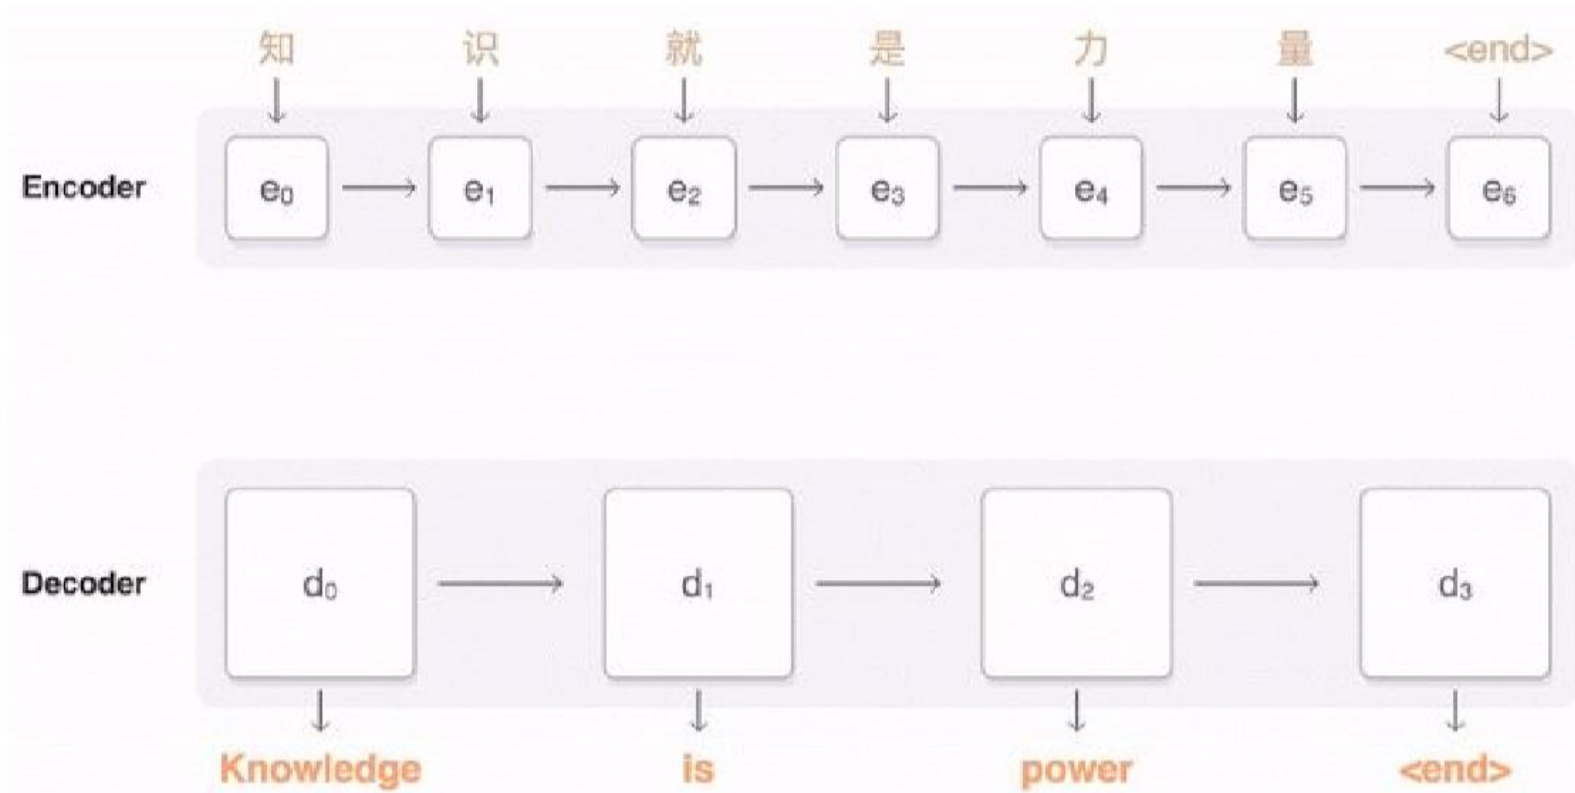 知 识 就 是 力 量 <end>
Encoder e₀ e₁ e₂ e₃ e₄ e₅ e₆
Decoder d₀ d₁ d₂ d₃
Knowledge is power <end>